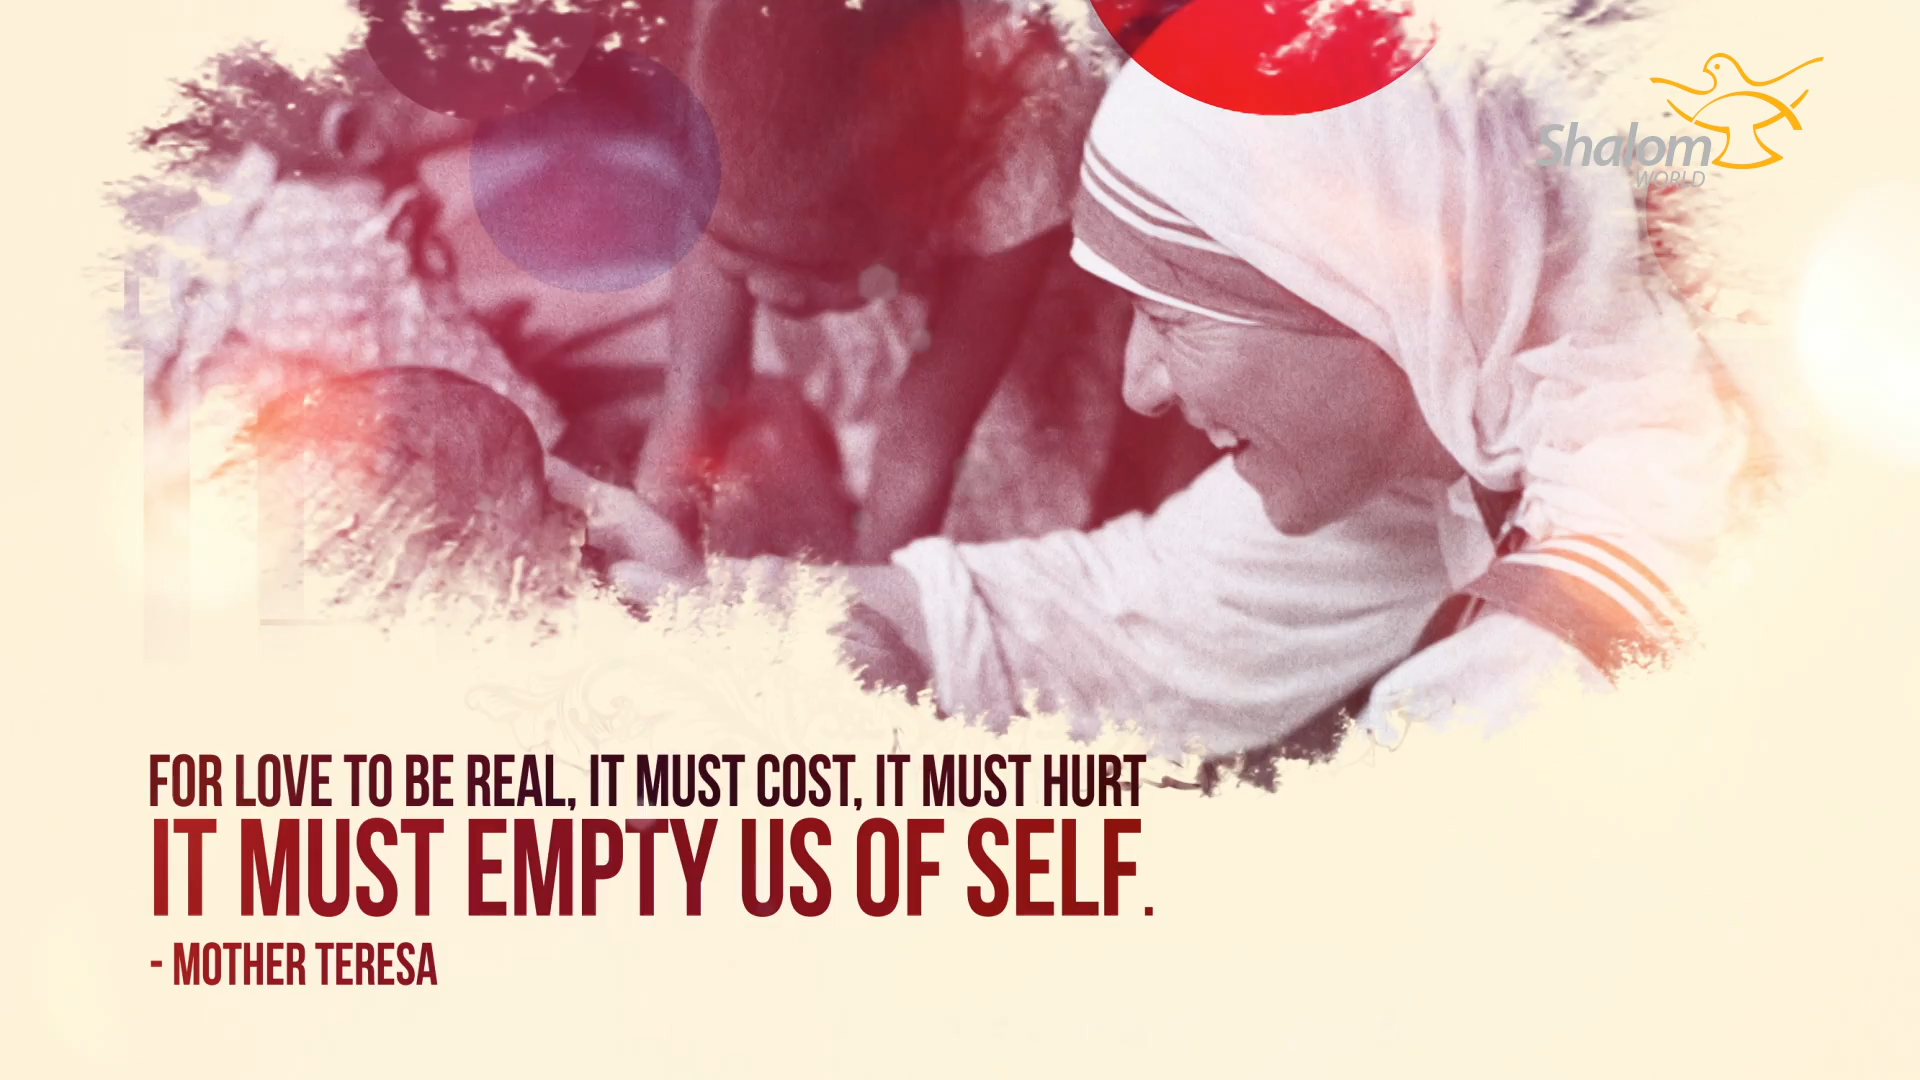 Shalom
WORLD
FOR LOVE TO BE REAL, IT MUST COST, IT MUST HURT
IT MUST EMPTY US OF SELF.
- MOTHER TERESA